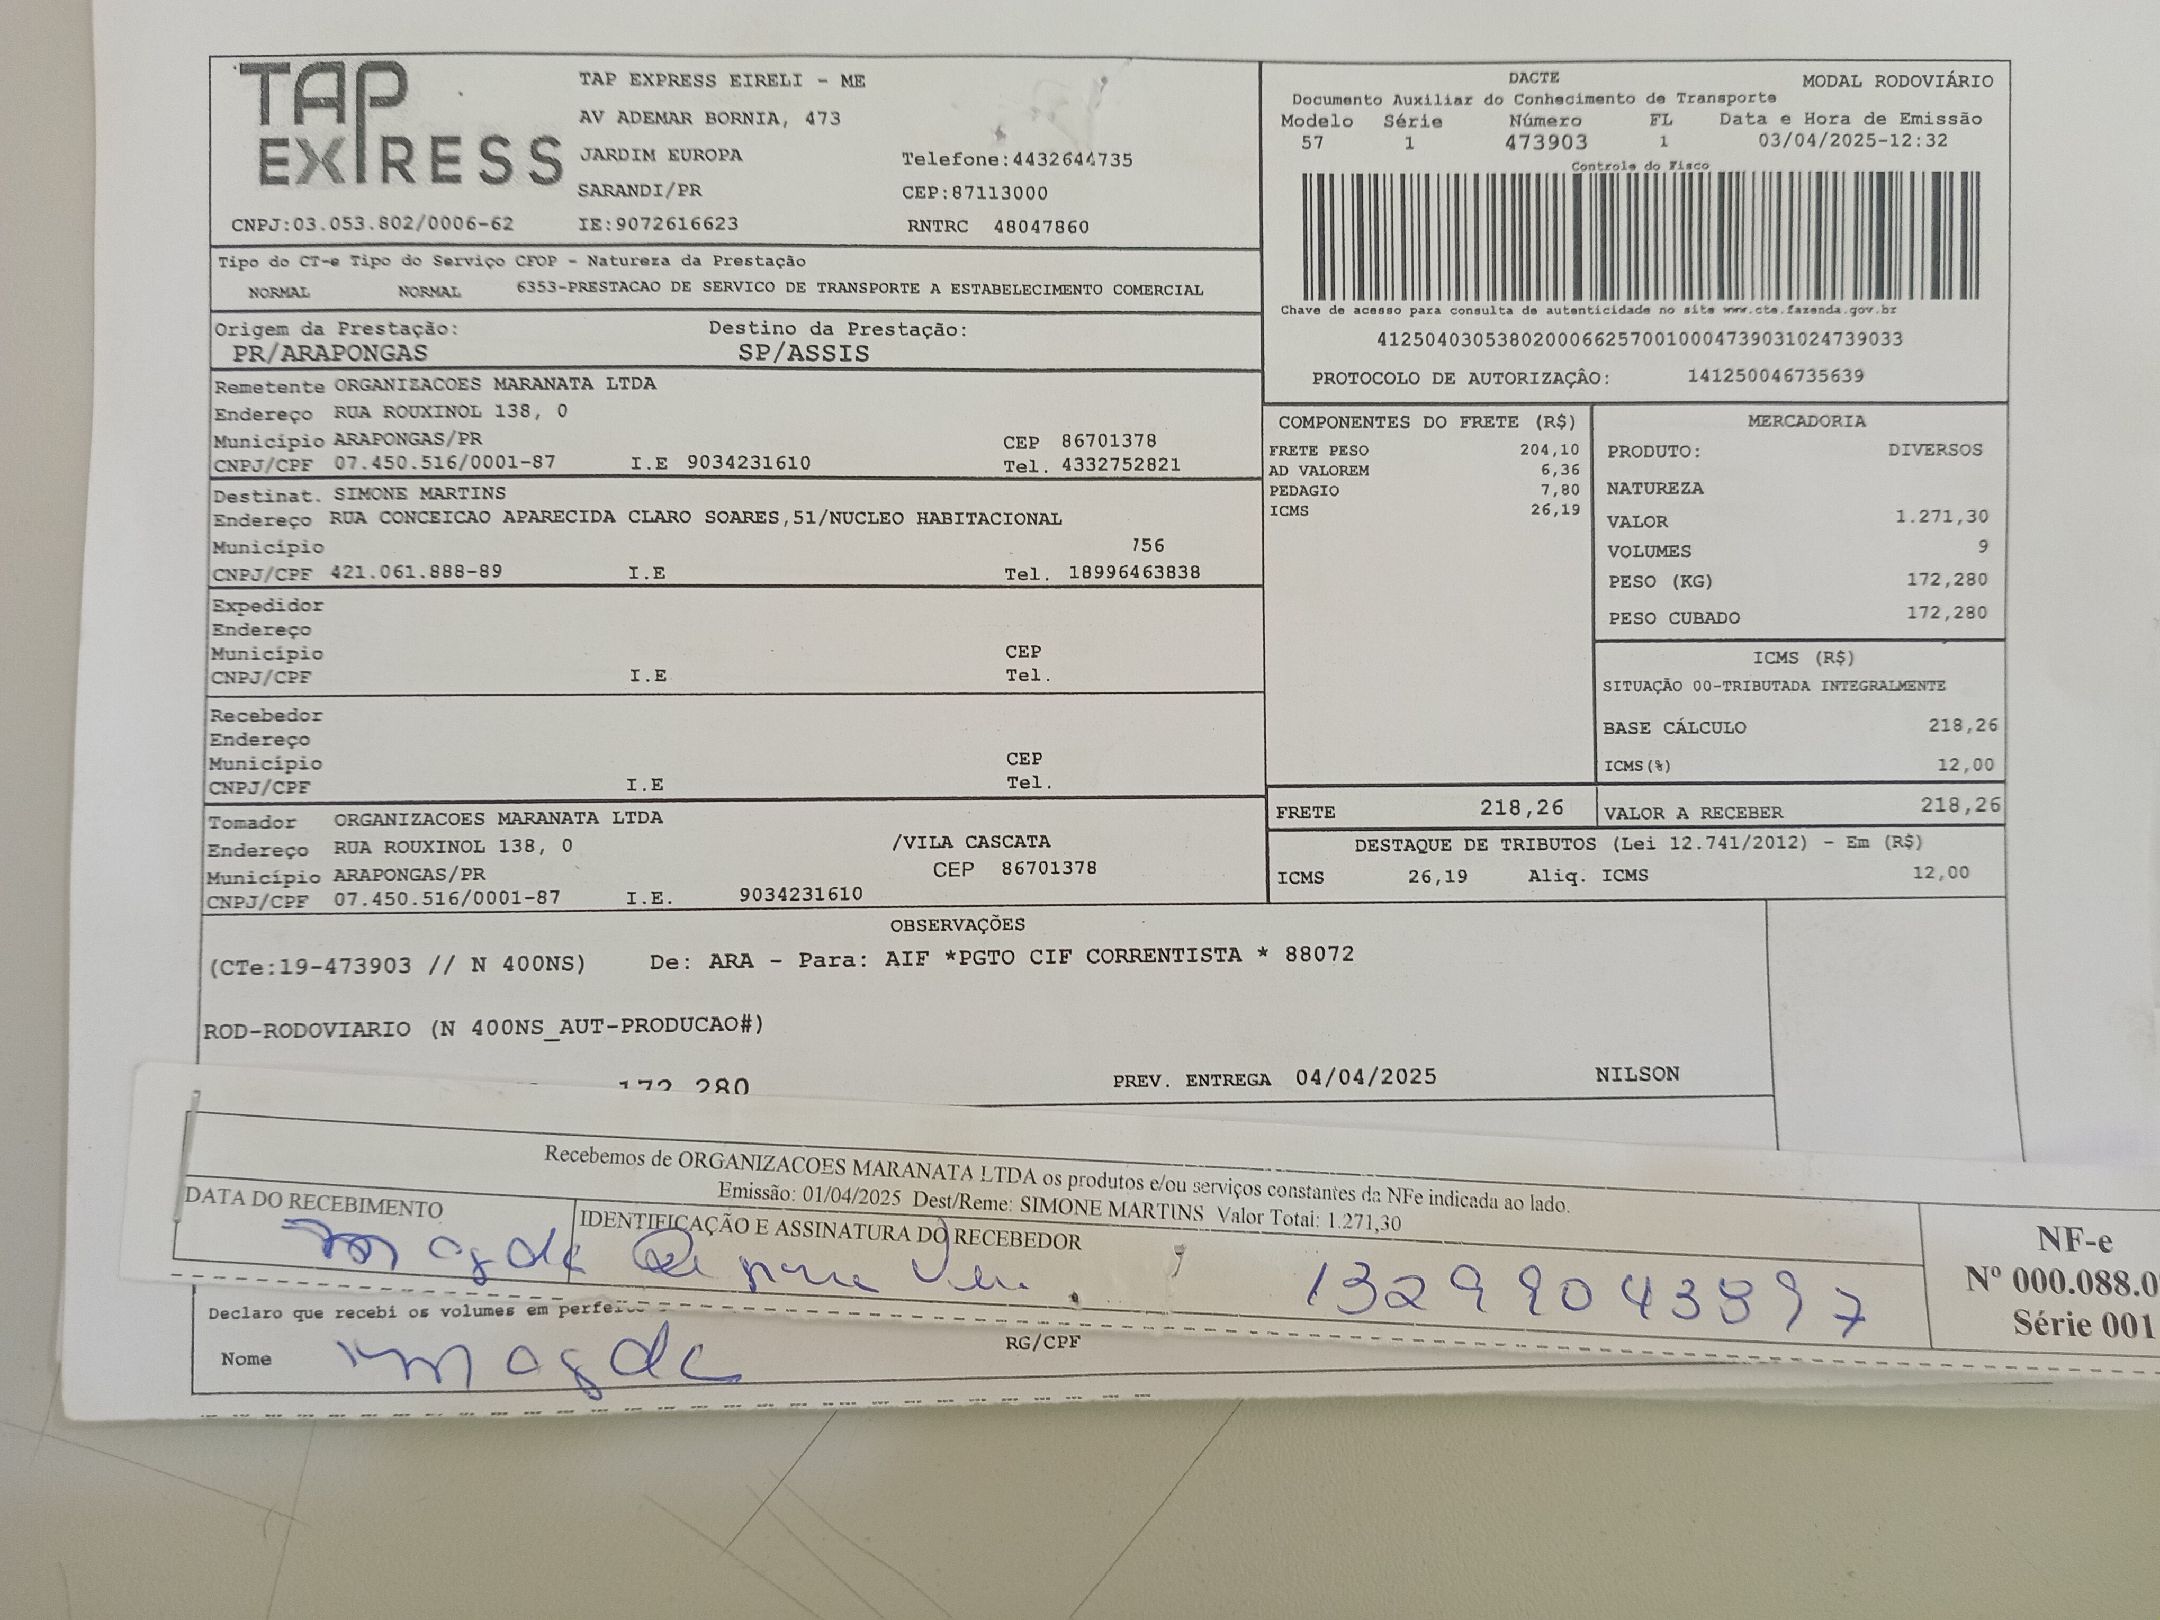 TAP
EXPRESS
TAP EXPRESS EIRELI - ME
AV ADEMAR BORNIA, 473
JARDIM EUROPA Telefone:4432644735
SARANDI/PR CEP:87113000
CNPJ:03.053.802/0006-62 IE:9072616623 RNTRC 48047860
DACTE MODAL RODOVIÁRIO
Documento Auxiliar do Conhecimento de Transporte
Modelo Série Número FL Data e Hora de Emissão
57 1 473903 1 03/04/2025-12:32
Controle do Fisco
Chave de acesso para consulta de autenticidade no site www.cte.fazenda.gov.br
41250403053802000662570010004739031024739033
PROTOCOLO DE AUTORIZAÇÂO: 141250046735639
Tipo do CT-e Tipo do Serviço CFOP - Natureza da Prestação
NORMAL NORMAL 6353-PRESTACAO DE SERVICO DE TRANSPORTE A ESTABELECIMENTO COMERCIAL
Origem da Prestação: Destino da Prestação:
PR/ARAPONGAS SP/ASSIS
Remetente ORGANIZACOES MARANATA LTDA
Endereço RUA ROUXINOL 138, 0
Município ARAPONGAS/PR CEP 86701378
CNPJ/CPF 07.450.516/0001-87 I.E 9034231610 Tel. 4332752821
Destinat. SIMONE MARTINS
Endereço RUA CONCEICAO APARECIDA CLARO SOARES,51/NUCLEO HABITACIONAL
Município 756
CNPJ/CPF 421.061.888-89 I.E Tel. 18996463838
Expedidor
Endereço
Município CEP
CNPJ/CPF I.E Tel.
Recebedor
Endereço
Município CEP
CNPJ/CPF I.E Tel.
Tomador ORGANIZACOES MARANATA LTDA
Endereço RUA ROUXINOL 138, 0 /VILA CASCATA
Município ARAPONGAS/PR CEP 86701378
CNPJ/CPF 07.450.516/0001-87 I.E. 9034231610
COMPONENTES DO FRETE (R$)
FRETE PESO 204,10
AD VALOREM 6,36
PEDAGIO 7,80
ICMS 26,19
MERCADORIA
PRODUTO: DIVERSOS
NATUREZA
VALOR 1.271,30
VOLUMES 9
PESO (KG) 172,280
PESO CUBADO 172,280
ICMS (R$)
SITUAÇÃO 00-TRIBUTADA INTEGRALMENTE
BASE CÁLCULO 218,26
ICMS(%) 12,00
FRETE 218,26 VALOR A RECEBER 218,26
DESTAQUE DE TRIBUTOS (Lei 12.741/2012) - Em (R$)
ICMS 26,19 Aliq. ICMS 12,00
OBSERVAÇÕES
(CTe:19-473903 // N 400NS) De: ARA - Para: AIF *PGTO CIF CORRENTISTA * 88072
ROD-RODOVIARIO (N 400NS_AUT-PRODUCAO#)
172,280 PREV. ENTREGA 04/04/2025 NILSON
Recebemos de ORGANIZACOES MARANATA LTDA os produtos e/ou serviços constantes da NFe indicada ao lado.
Emissão: 01/04/2025 Dest/Reme: SIMONE MARTINS Valor Total: 1.271,30
DATA DO RECEBIMENTO IDENTIFICAÇÃO E ASSINATURA DO RECEBEDOR
Magda 13299043897
NF-e
Nº 000.088.0
Série 001
Declaro que recebi os volumes em
Nome Magda RG/CPF